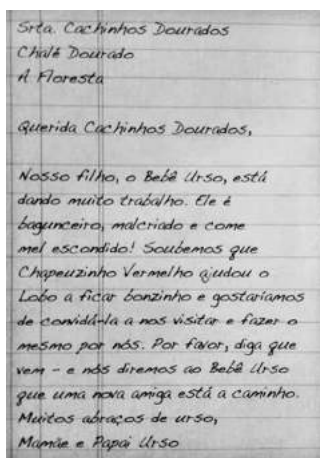 Srta. Cachinhos Dourados
Chalé Dourado
A Floresta
Querida Cachinhos Dourados,
Nosso filho, o Bebê Urso, está
dando muito trabalho. Ele é
bagunceiro, malcriado e come
mel escondido! Soubemos que
Chapeuzinho Vermelho ajudou o
Lobo a ficar bonzinho e gostaríamos
de convidá-la a nos visitar e fazer o
mesmo por nós. Por favor, diga que
vem - e nós diremos ao Bebê Urso
que uma nova amiga está a caminho.
Muitos abraços de urso,
Mamãe e Papai Urso